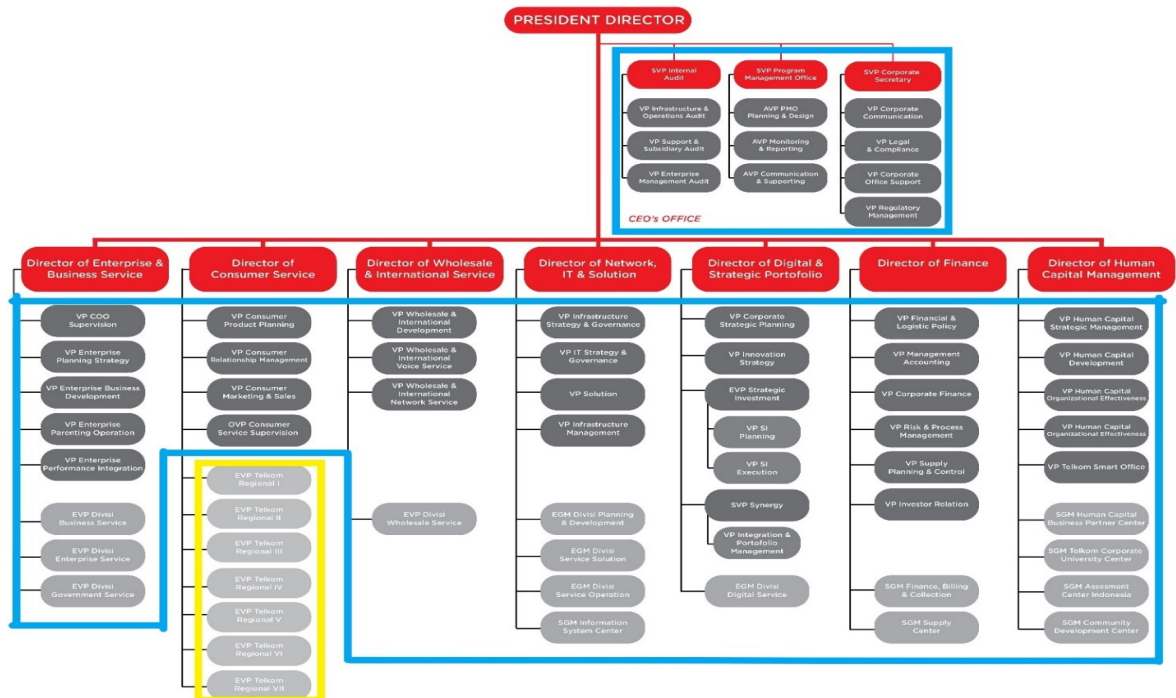 PRESIDENT DIRECTOR
SVP Internal
Audit
VP Infrastructure &
Operations Audit
VP Support &
Subsidiary Audit
VP Enterprise
Management Audit
SVP Program
Management Office
AVP PMO
Planning & Design
AVP Monitoring
& Reporting
AVP Communication
& Supporting
SVP Corporate
Secretary
VP Corporate
Communication
VP Legal
& Compliance
VP Corporate
Office Support
VP Regulatory
Management
CEO's OFFICE
Director of Enterprise &
Business Service
VP COO
Supervision
VP Enterprise
Planning Strategy
VP Enterprise Business
Development
VP Enterprise
Parenting Operation
VP Enterprise
Performance Integration
EVP Divisi
Business Service
EVP Divisi
Enterprise Service
EVP Divisi
Government Service
Director of
Consumer Service
VP Consumer
Product Planning
VP Consumer
Relationship Management
VP Consumer
Marketing & Sales
OVP Consumer
Service Supervision
EVP Telkom
Regional I
EVP Telkom
Regional II
EVP Telkom
Regional III
EVP Telkom
Regional IV
EVP Telkom
Regional V
EVP Telkom
Regional VI
EVP Telkom
Regional VII
Director of Wholesale
& International Service
VP Wholesale &
International
Development
VP Wholesale &
International
Voice Service
VP Wholesale &
International
Network Service
EVP Divisi
Wholesale Service
Director of Network,
IT & Solution
VP Infrastructure
Strategy & Governance
VP IT Strategy &
Governance
VP Solution
VP Infrastructure
Management
EGM Divisi Planning
& Development
EGM Divisi
Service Solution
EGM Divisi
Service Operation
SGM Information
System Center
Director of Digital &
Strategic Portofolio
VP Corporate
Strategic Planning
VP Innovation
Strategy
EVP Strategic
Investment
VP SI
Planning
VP SI
Execution
SVP Synergy
VP Integration &
Portofolio
Management
EGM Divisi
Digital Service
Director of Finance
VP Financial &
Logistic Policy
VP Management
Accounting
VP Corporate Finance
VP Risk & Process
Management
VP Supply
Planning & Control
VP Investor Relation
SGM Finance, Billing
& Collection
SGM Supply
Center
Director of Human
Capital Management
VP Human Capital
Strategic Management
VP Human Capital
Development
VP Human Capital
Organizational Effectiveness
VP Human Capital
Organizational Effectiveness
VP Telkom Smart Office
SGM Human Capital
Business Partner Center
SGM Telkom Corporate
University Center
SGM Assesment
Center Indonesia
SGM Community
Development Center